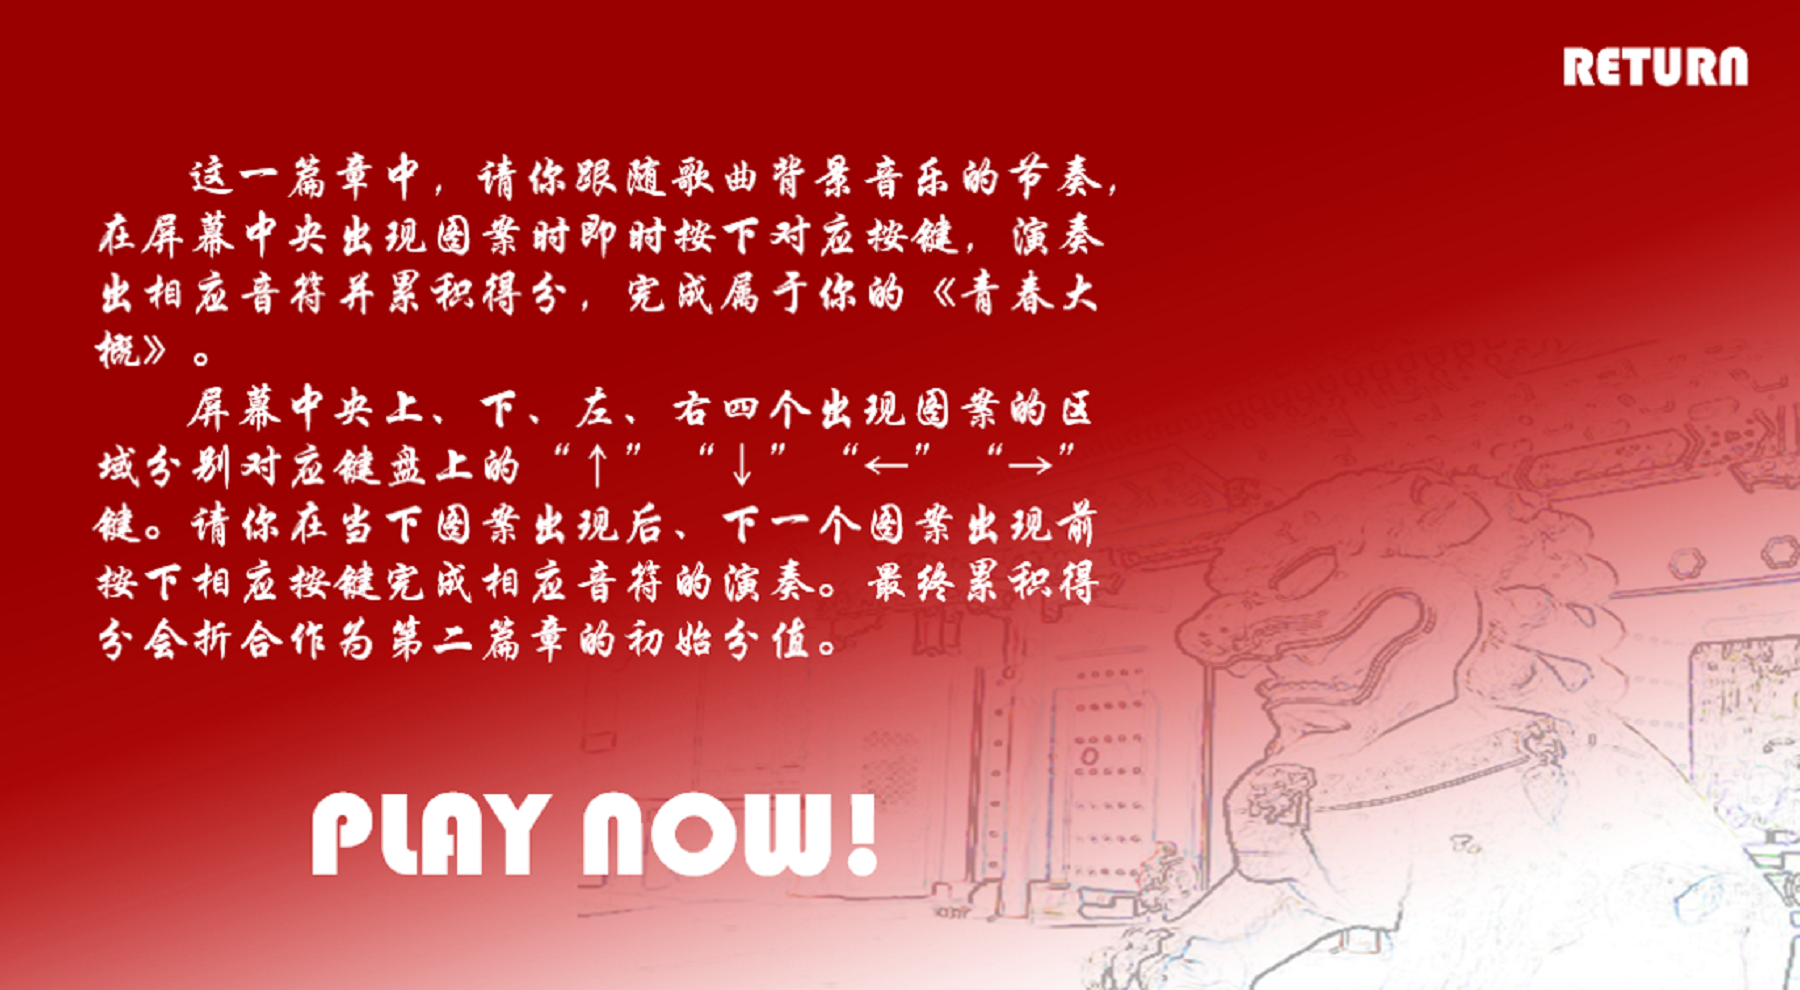 RETURN
这一篇章中，请你跟随歌曲背景音乐的节奏，
在屏幕中央出现图案时即时按下对应按键，演奏
出相应音符并累积得分，完成属于你的《青春大
概》。
屏幕中央上、下、左、右四个出现图案的区
域分别对应键盘上的“↑”“↓”“←”“→”
键。请你在当下图案出现后、下一个图案出现前
按下相应按键完成相应音符的演奏。最终累积得
分会折合作为第二篇章的初始分值。
PLAY NOW!